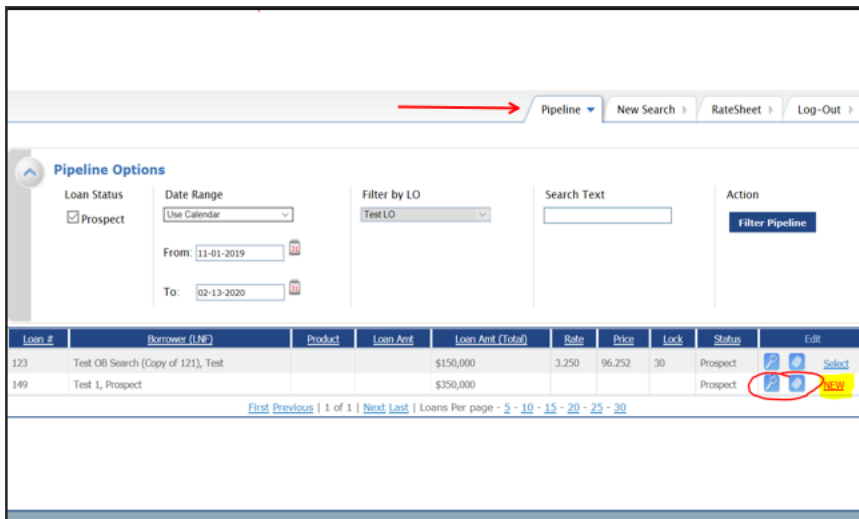 Pipeline New Search RateSheet Log-Out
Pipeline Options
Loan Status Date Range Filter by LO Search Text Action
Prospect Use Calendar Test LO Filter Pipeline
From: 11-01-2019
To: 02-13-2020
Loan # Borrower (LNF) Product Loan Amt Loan Amt (Total) Rate Price Lock Status Edit
123 Test OB Search (Copy of 121), Test $150,000 3.250 96.252 30 Prospect Select
149 Test 1, Prospect $350,000 Prospect NEW
First Previous | 1 of 1 | Next Last | Loans Per page - 5 - 10 - 15 - 20 - 25 - 30